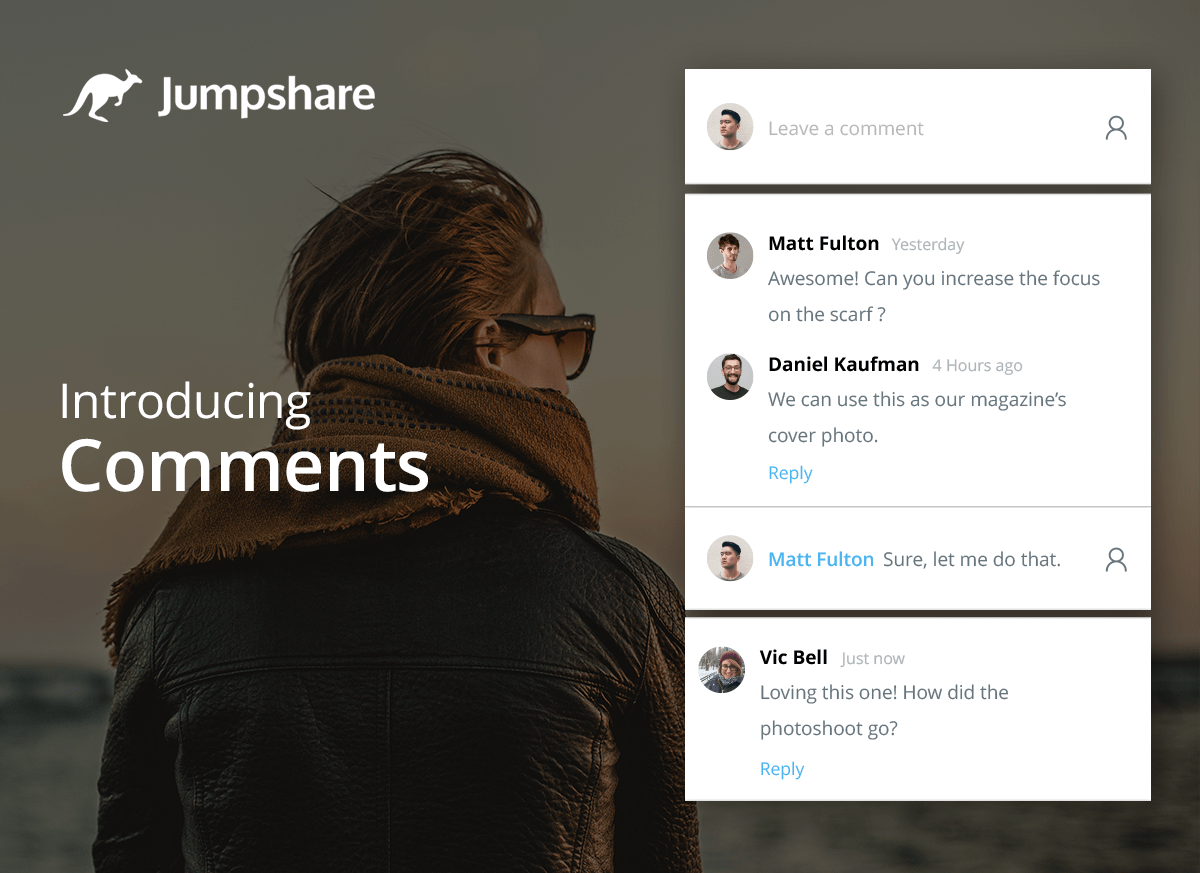 Jumpshare
Introducing
Comments
Leave a comment
Matt Fulton Yesterday
Awesome! Can you increase the focus
on the scarf ?
Daniel Kaufman 4 Hours ago
We can use this as our magazine’s
cover photo.
Reply
Matt Fulton Sure, let me do that.
Vic Bell Just now
Loving this one! How did the
photoshoot go?
Reply